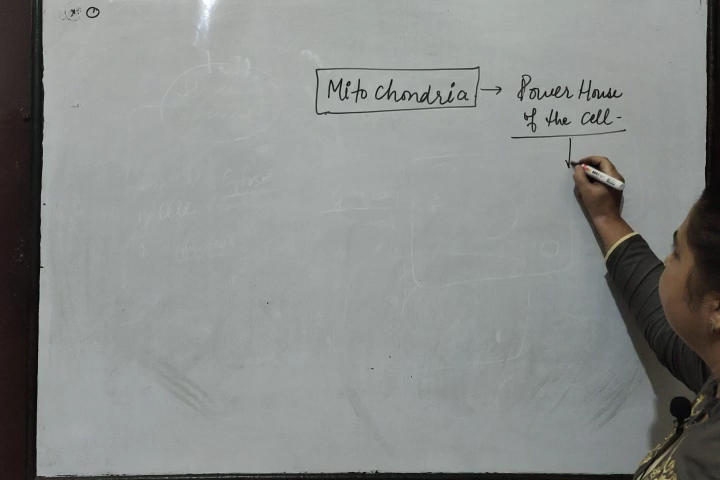 Mitochondria → Power House
of the cell -